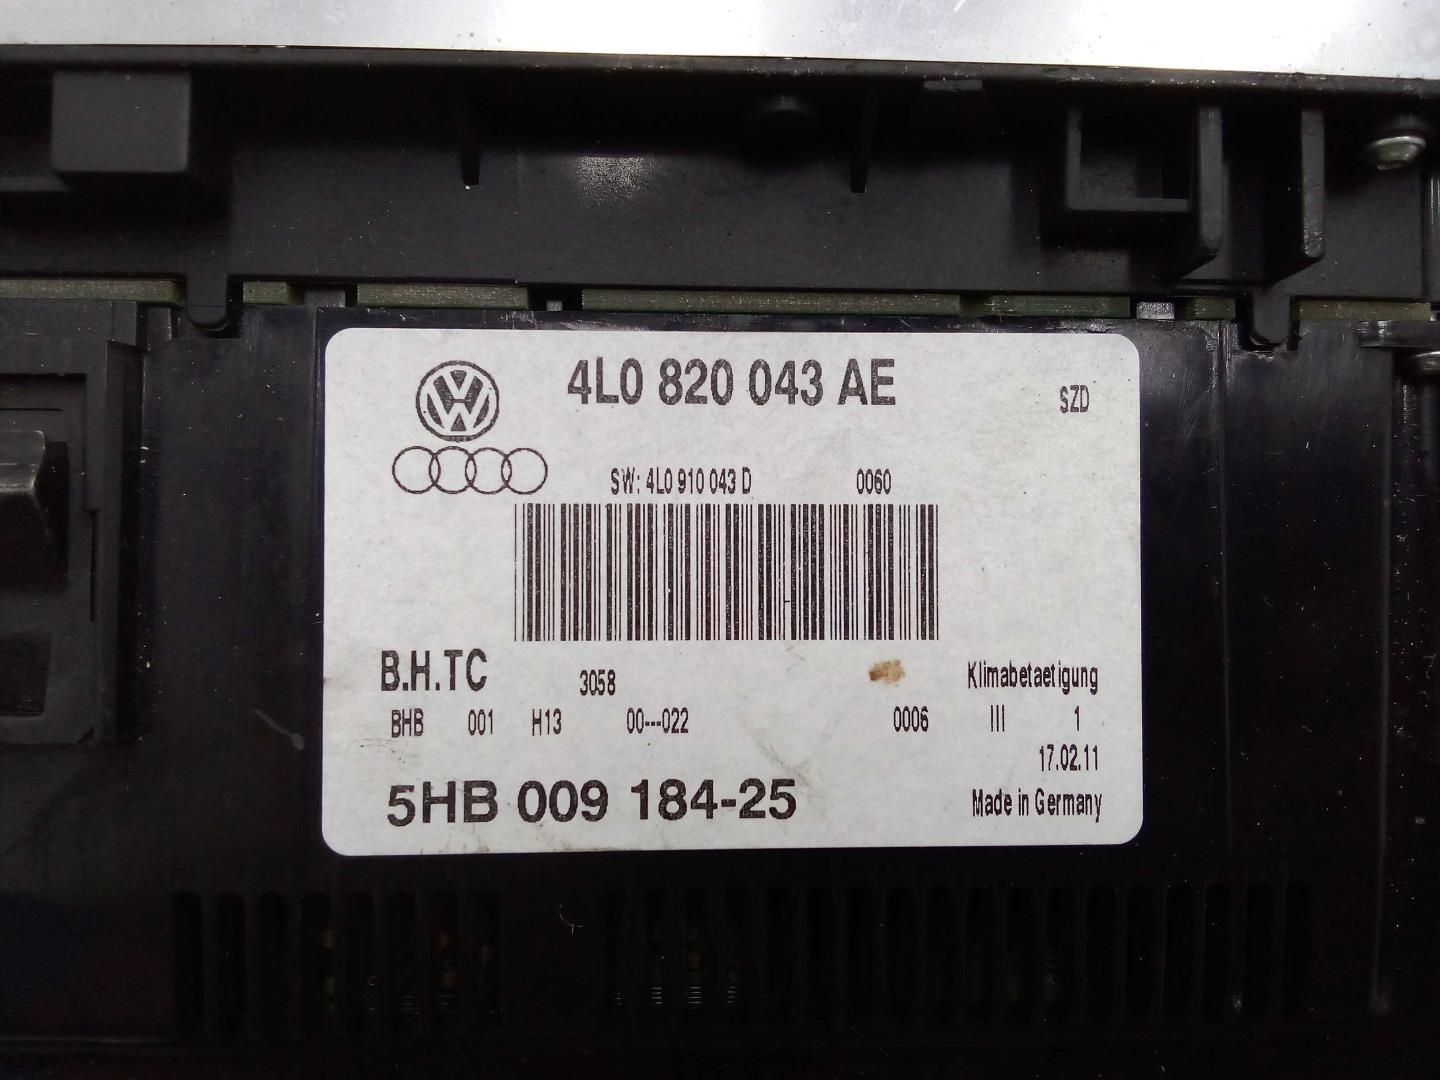 4L0 820 043 AE
SZD
SW: 4L0 910 043 D 0060
B.H.TC 3058 Klimabetaetigung
BHB 001 H13 00---022 0006 III 1
17.02.11
5HB 009 184-25 Made in Germany